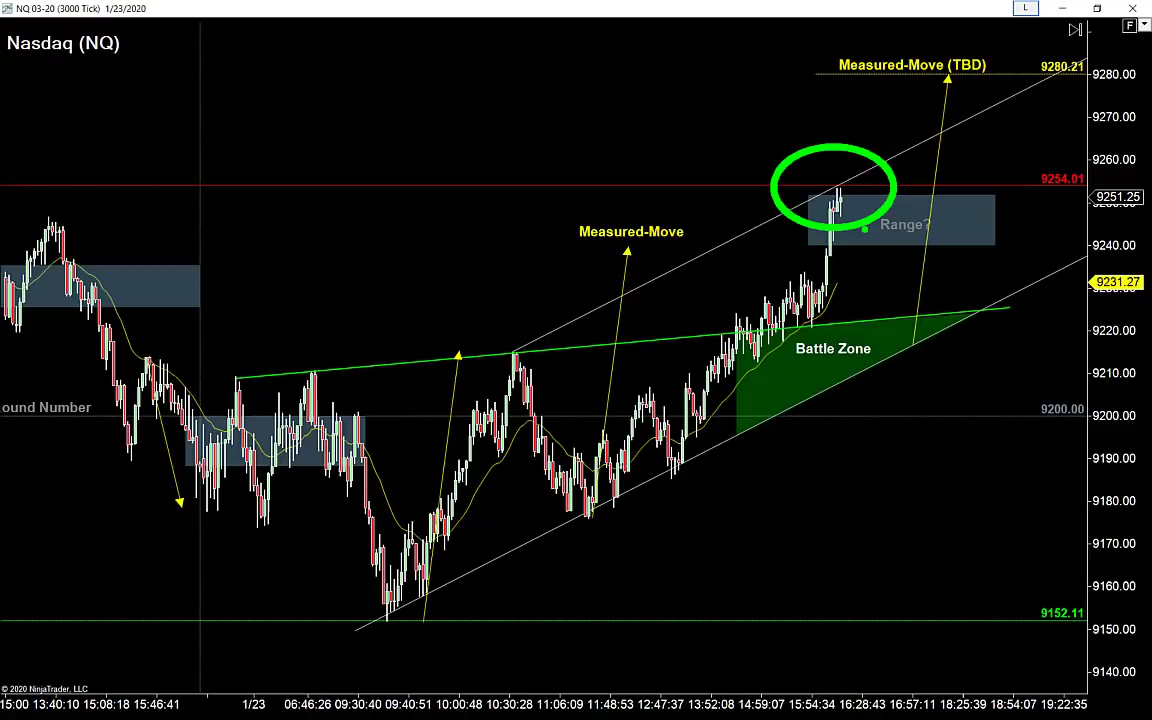 NQ 03-20 (3000 Tick) 1/23/2020
L
F
Nasdaq (NQ)
Measured-Move (TBD)
9280.21
9280.00
9270.00
9260.00
9254.01
9251.25
Range?
Measured-Move
9240.00
9231.27
9220.00
Battle Zone
9210.00
ound Number
9200.00
9200.00
9190.00
9180.00
9170.00
9160.00
9152.11
9150.00
9140.00
© 2020 NinjaTrader, LLC
15:00 13:40:10 15:08:18 15:46:41 1/23 06:46:26 09:30:40 09:40:51 10:00:48 10:30:28 11:06:09 11:48:53 12:47:37 13:52:08 14:59:07 15:54:34 16:28:43 16:57:11 18:25:39 18:54:07 19:22:35